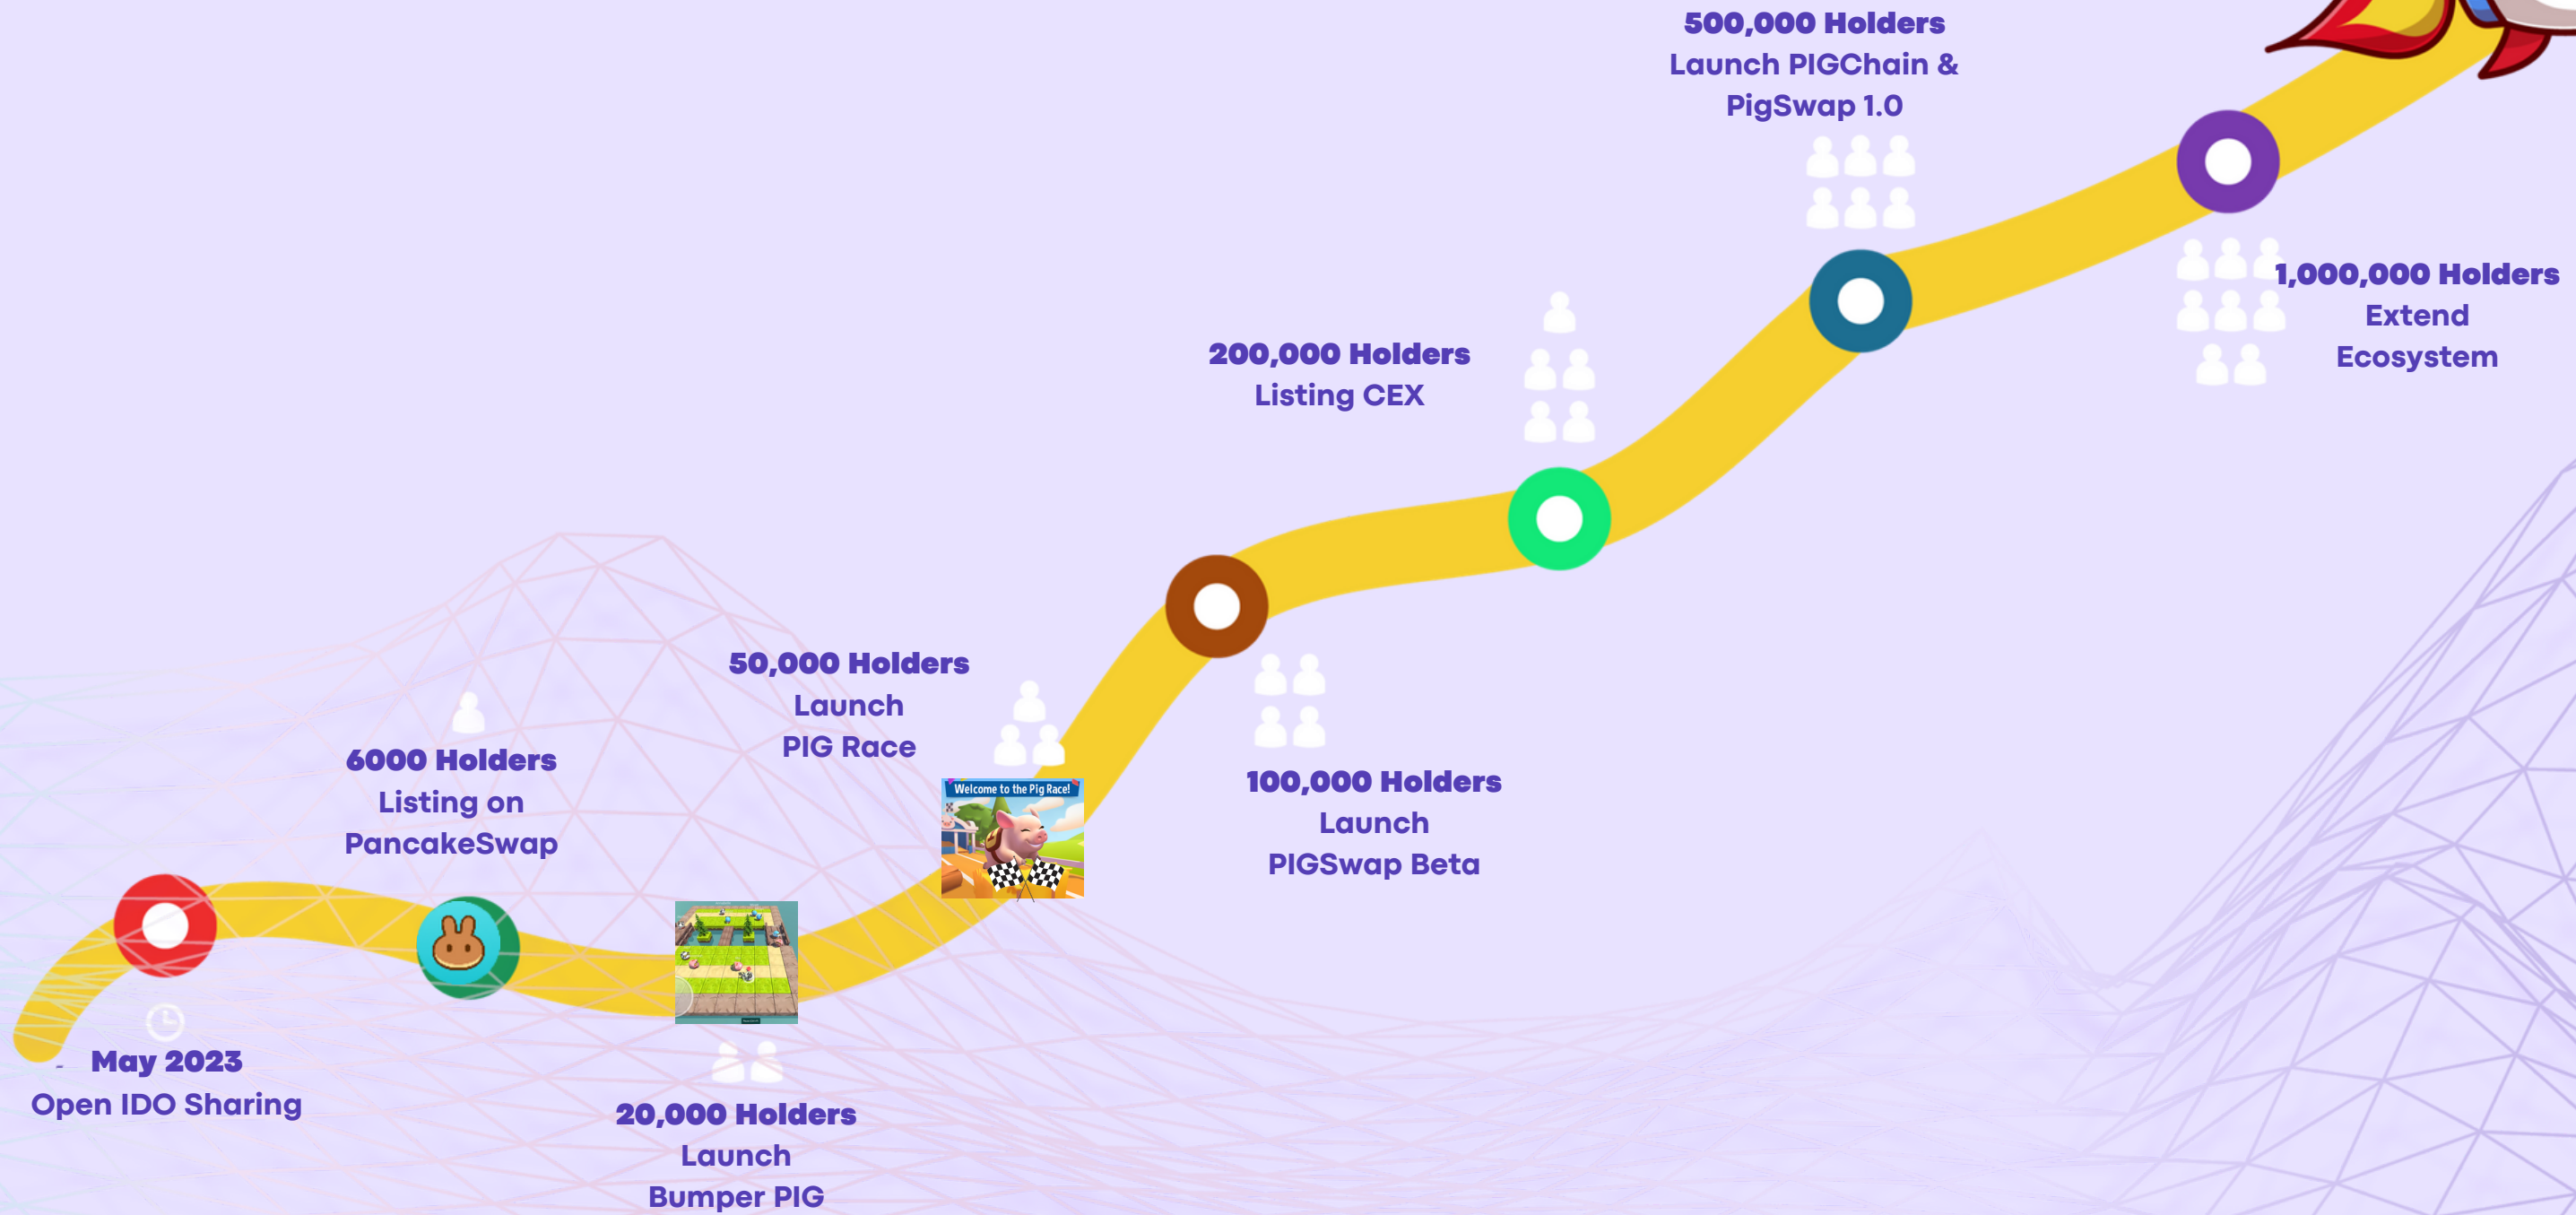 May 2023
Open IDO Sharing
6000 Holders
Listing on
PancakeSwap
20,000 Holders
Launch
Bumper PIG
50,000 Holders
Launch
PIG Race
Welcome to the Pig Race!
100,000 Holders
Launch
PIGSwap Beta
200,000 Holders
Listing CEX
500,000 Holders
Launch PIGChain &
PigSwap 1.0
1,000,000 Holders
Extend
Ecosystem